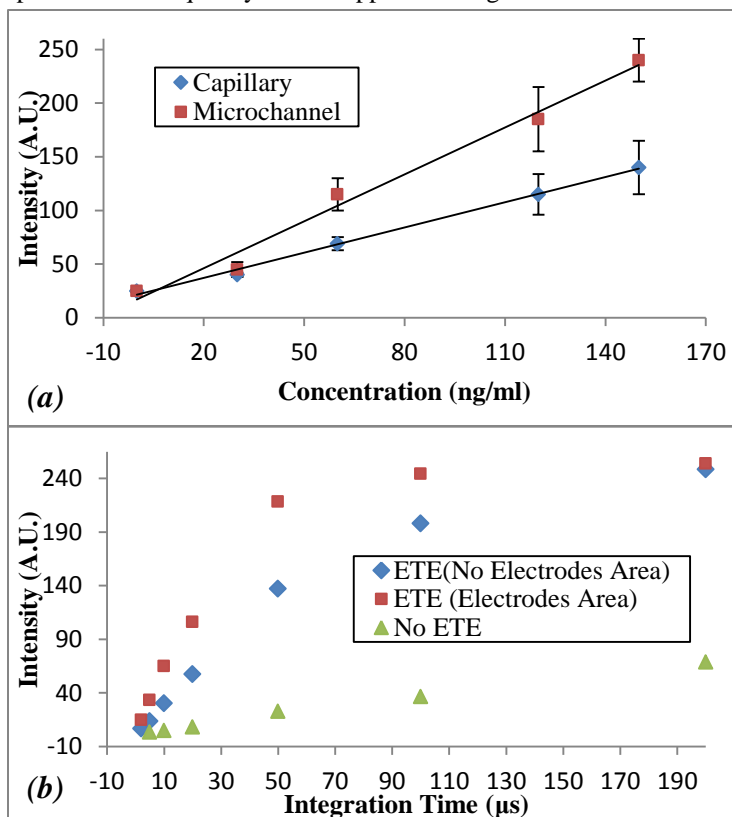 250
200
150
100
50
0
Intensity (A.U.)
Capillary
Microchannel
-10 20 50 80 110 140 170
Concentration (ng/ml)
(a)
240
190
140
90
40
-10
Intensity (A.U.)
ETE(No Electrodes Area)
ETE (Electrodes Area)
No ETE
-10 10 30 50 70 90 110 130 150 170 190
Integration Time (µs)
(b)